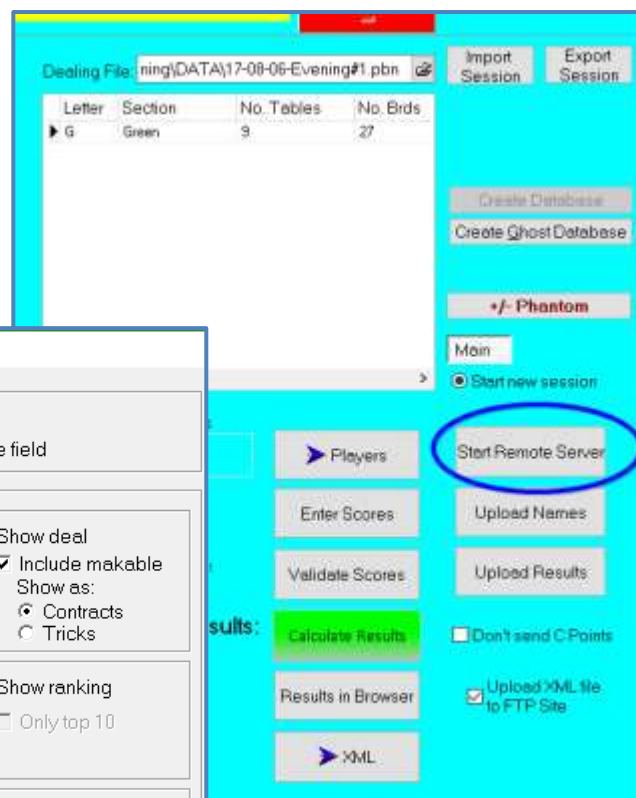 Dealing File: ning\DATA\17-08-06-Evening#1.pbn
Import Session
Export Session
Letter Section No. Tables No. Brds
G Green 9 27
Create Database
Create Ghost Database
+/- Phantom
Main
Start new session
e field
Players
Start Remote Server
Show deal
Include makable
Show as:
Contracts
Tricks
Enter Scores
Upload Names
Validate Scores
Upload Results
sults:
Calculate Results
Don't send C Points
Show ranking
Only top 10
Results in Browser
Upload XML file
to FTP Site
XML